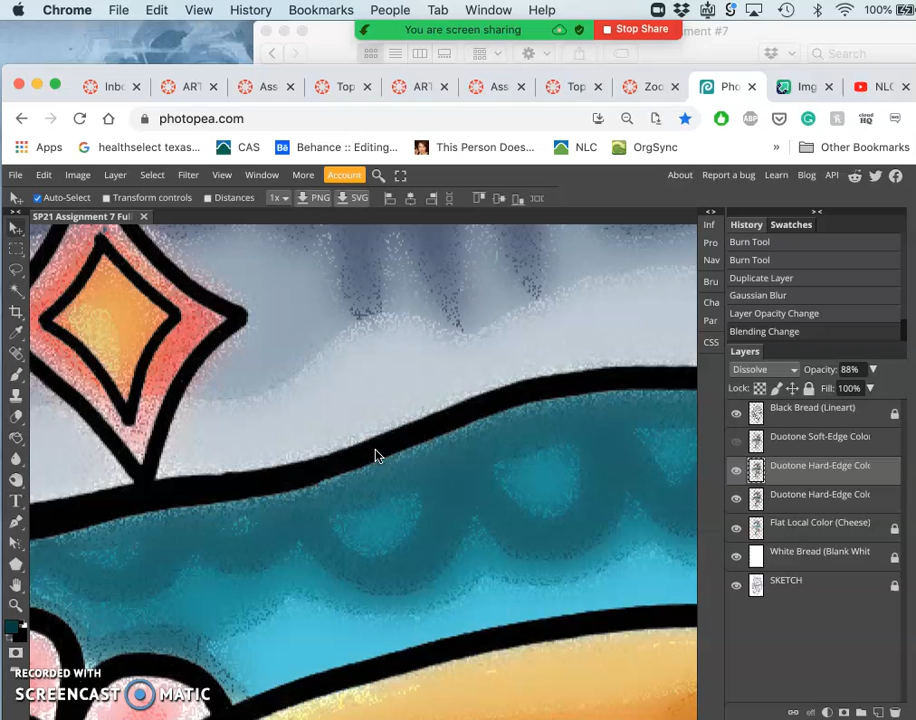 Chrome File Edit View History Bookmarks People Tab Window Help 100%
You are screen sharing Stop Share
#7
Search
Inb ART Ass Top ART Ass Top Zoo Pho Img NLC
photopea.com
Apps healthselect texas... CAS Behance :: Editing... This Person Does... NLC OrgSync » Other Bookmarks
File Edit Image Layer Select Filter View Window More Account About Report a bug Learn Blog API
Auto-Select Transform controls Distances 1x PNG SVG
SP21 Assignment 7 Ful
Inf
Pro
Nav
Bru
Cha
Par
CSS
History Swatches
Burn Tool
Burn Tool
Duplicate Layer
Gaussian Blur
Layer Opacity Change
Blending Change
Layers
Dissolve Opacity: 88%
Lock: Fill: 100%
Black Bread (Lineart)
Duotone Soft-Edge Color
Duotone Hard-Edge Colo
Duotone Hard-Edge Colo
Flat Local Color (Cheese)
White Bread (Blank Whit
SKETCH
RECORDED WITH
SCREENCAST MATIC